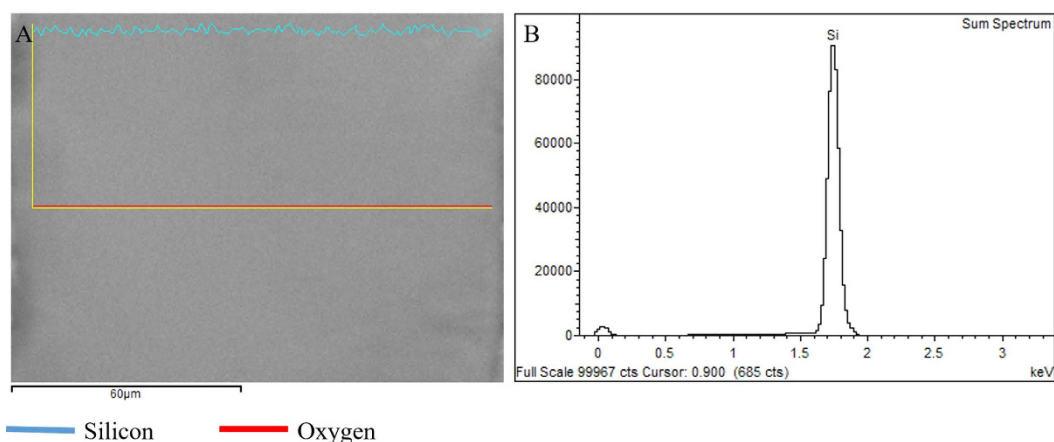 A
60µm
Silicon Oxygen
B
Sum Spectrum
Si
80000
60000
40000
20000
0
0 0.5 1 1.5 2 2.5 3
Full Scale 99967 cts Cursor: 0.900 (685 cts) keV